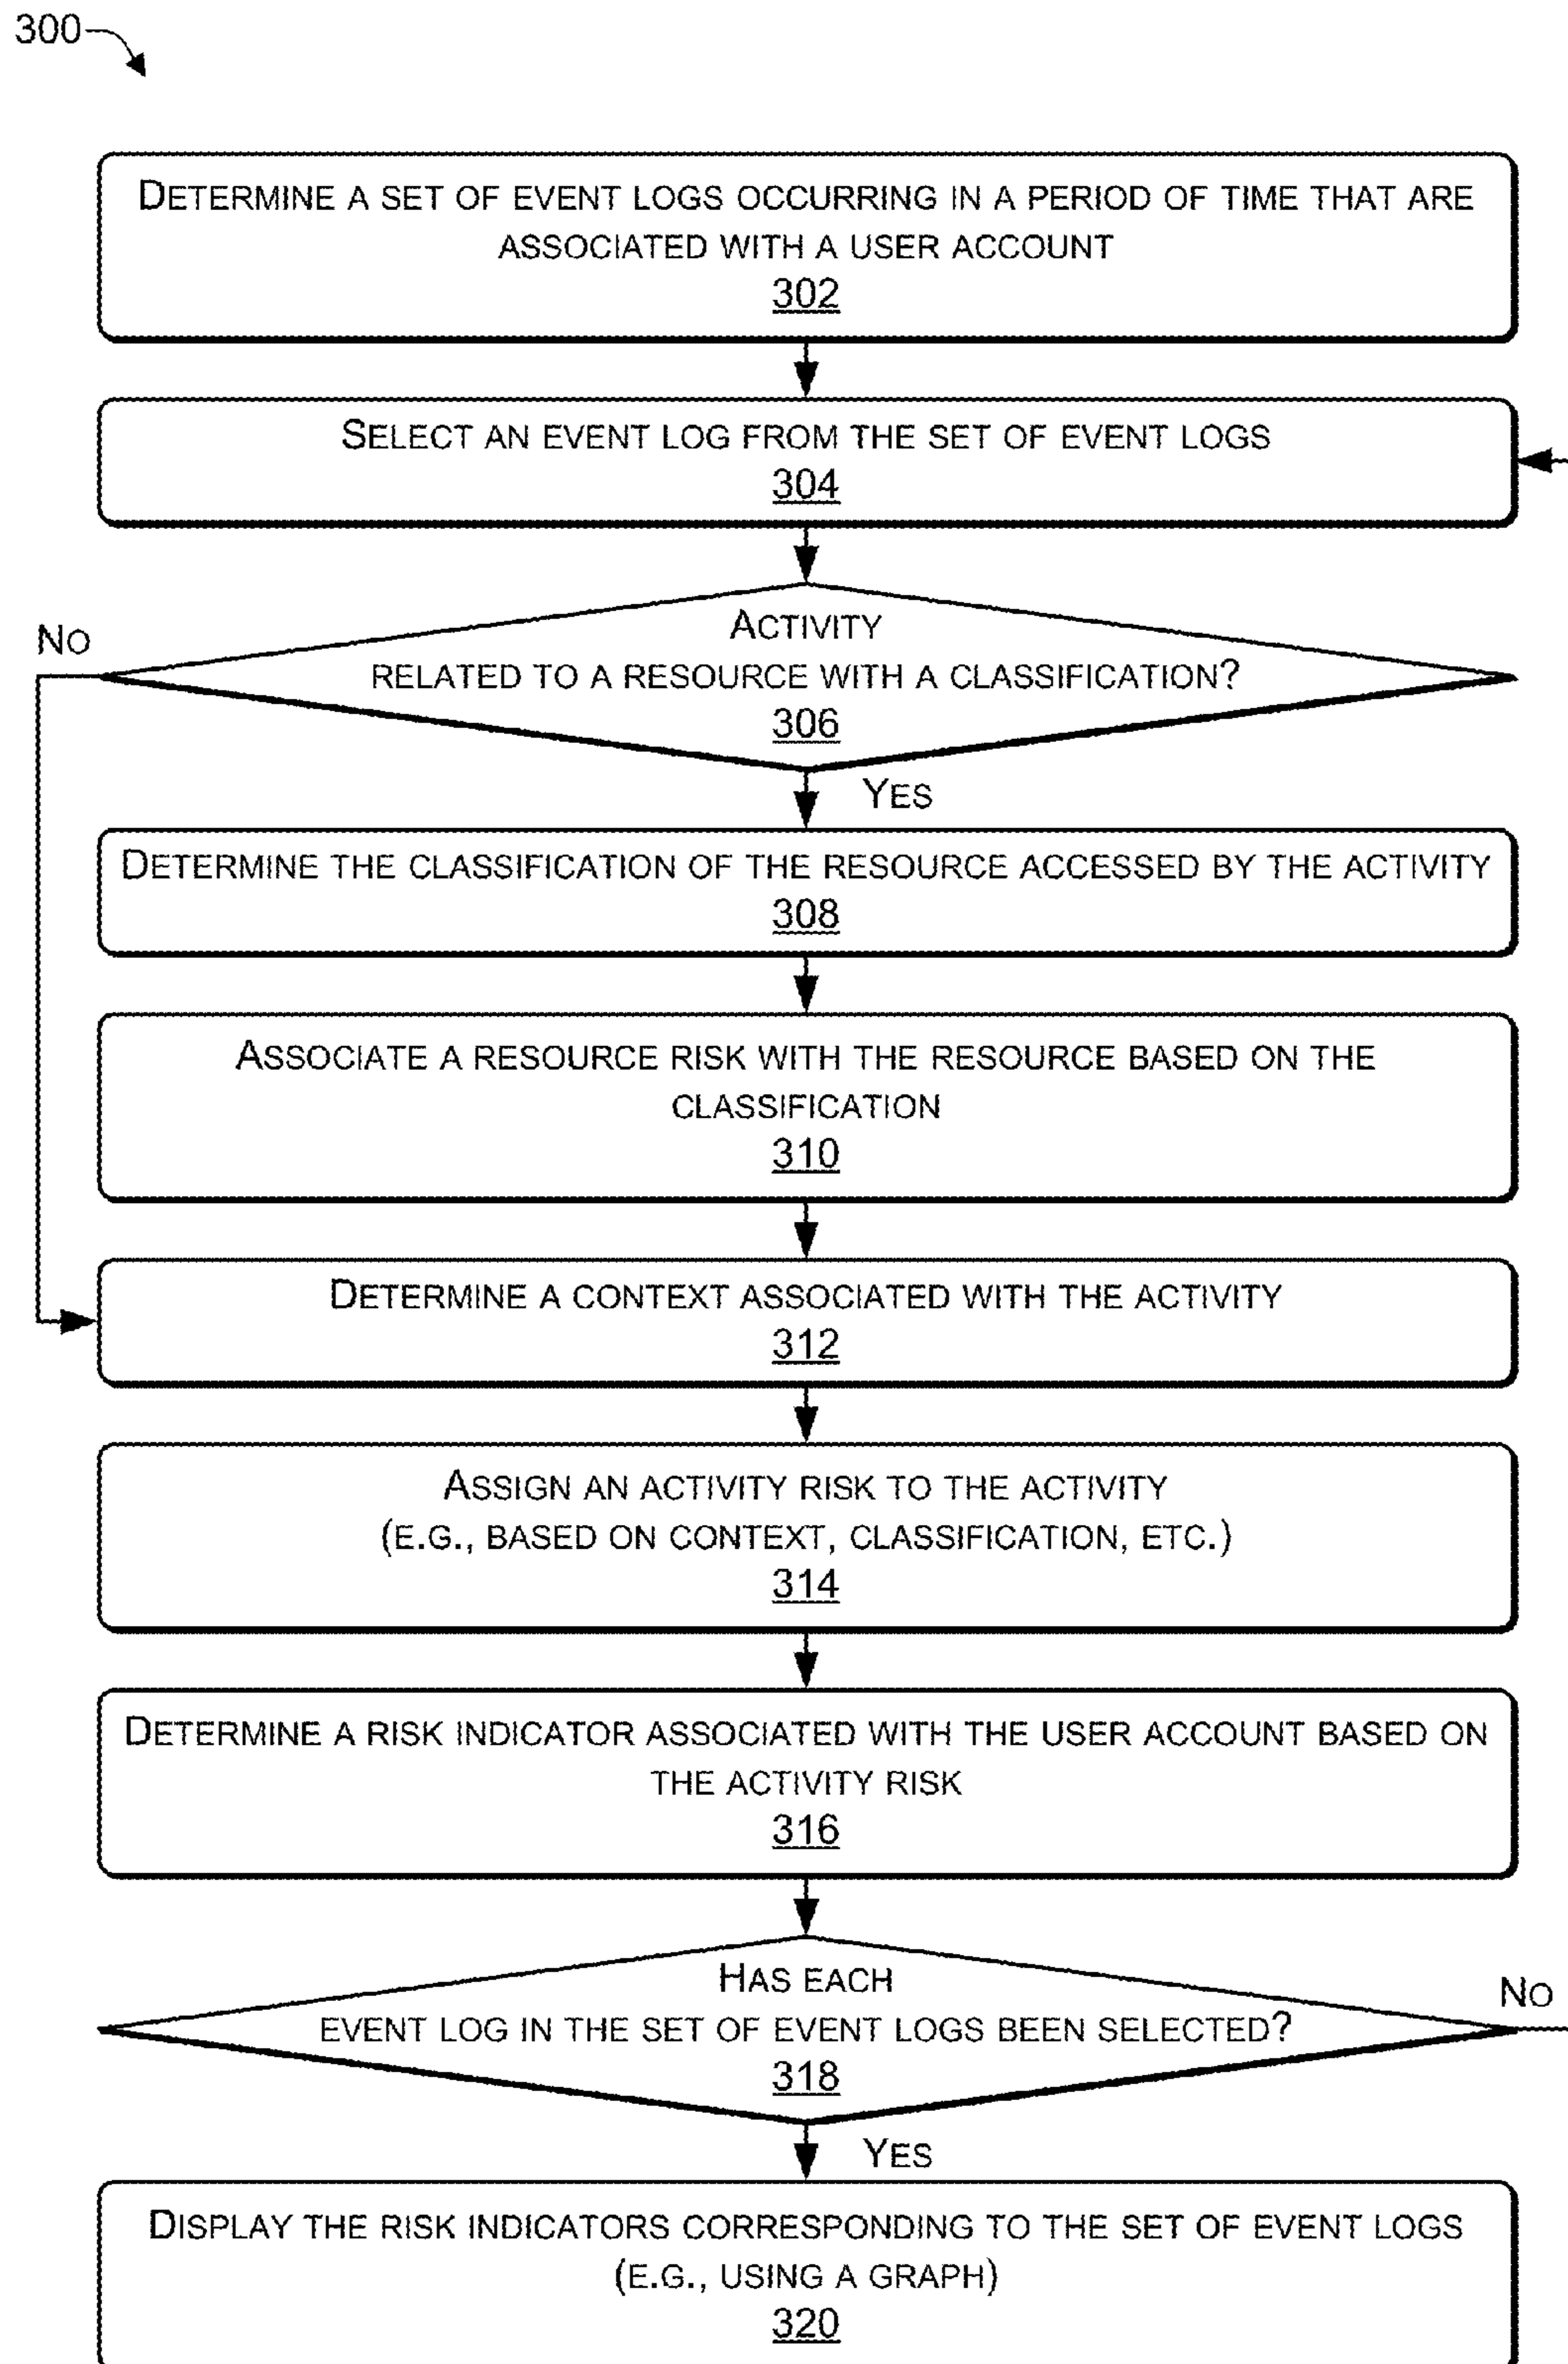 300
DETERMINE A SET OF EVENT LOGS OCCURRING IN A PERIOD OF TIME THAT ARE
ASSOCIATED WITH A USER ACCOUNT
302
SELECT AN EVENT LOG FROM THE SET OF EVENT LOGS
304
ACTIVITY
RELATED TO A RESOURCE WITH A CLASSIFICATION?
306
NO
YES
DETERMINE THE CLASSIFICATION OF THE RESOURCE ACCESSED BY THE ACTIVITY
308
ASSOCIATE A RESOURCE RISK WITH THE RESOURCE BASED ON THE
CLASSIFICATION
310
DETERMINE A CONTEXT ASSOCIATED WITH THE ACTIVITY
312
ASSIGN AN ACTIVITY RISK TO THE ACTIVITY
(E.G., BASED ON CONTEXT, CLASSIFICATION, ETC.)
314
DETERMINE A RISK INDICATOR ASSOCIATED WITH THE USER ACCOUNT BASED ON
THE ACTIVITY RISK
316
HAS EACH
EVENT LOG IN THE SET OF EVENT LOGS BEEN SELECTED?
318
NO
YES
DISPLAY THE RISK INDICATORS CORRESPONDING TO THE SET OF EVENT LOGS
(E.G., USING A GRAPH)
320